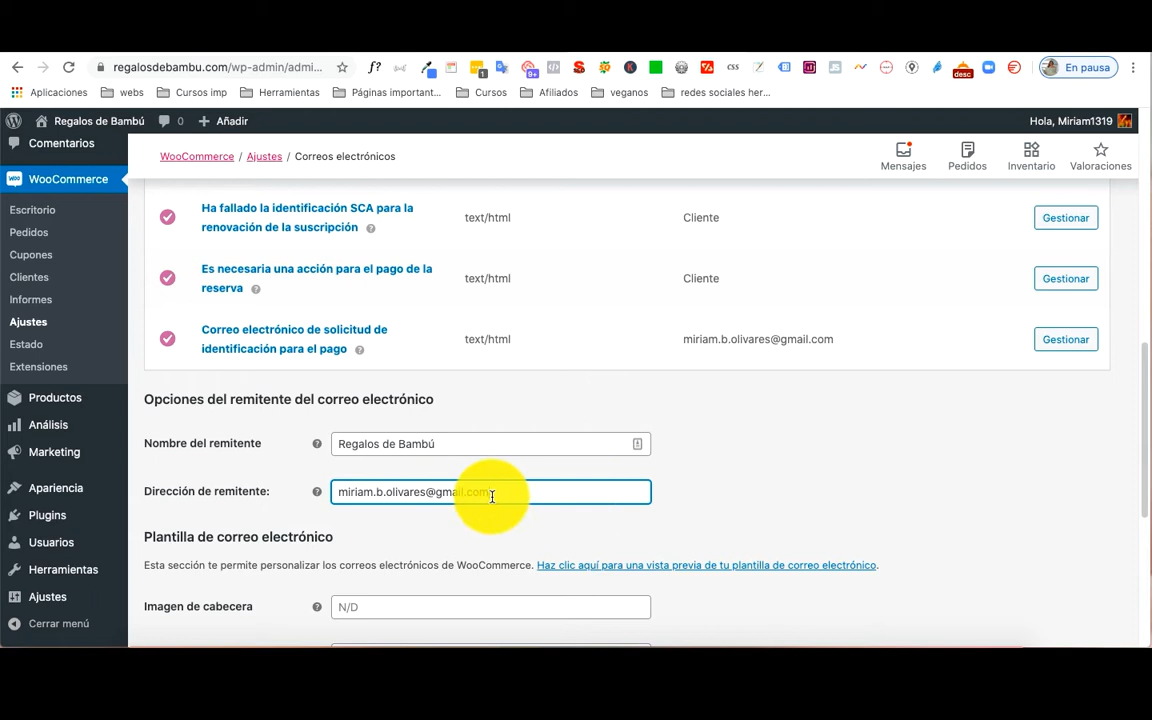 regalosdebambu.com/wp-admin/admi...
f?
1
9+
CSS
JS
desc
En pausa
Aplicaciones
webs
Cursos imp
Herramientas
Páginas important...
Cursos
Afiliados
veganos
redes sociales her...
Regalos de Bambú
0
Añadir
Hola, Miriam1319
Comentarios
WooCommerce
Escritorio
Pedidos
Cupones
Clientes
Informes
Ajustes
Estado
Extensiones
Productos
Análisis
Marketing
Apariencia
Plugins
Usuarios
Herramientas
Ajustes
Cerrar menú
WooCommerce / Ajustes / Correos electrónicos
Mensajes
Pedidos
Inventario
Valoraciones
Ha fallado la identificación SCA para la
renovación de la suscripción
text/html
Cliente
Gestionar
Es necesaria una acción para el pago de la
reserva
text/html
Cliente
Gestionar
Correo electrónico de solicitud de
identificación para el pago
text/html
miriam.b.olivares@gmail.com
Gestionar
Opciones del remitente del correo electrónico
Nombre del remitente
Regalos de Bambú
Dirección de remitente:
miriam.b.olivares@gmail.com
Plantilla de correo electrónico
Esta sección te permite personalizar los correos electrónicos de WooCommerce. Haz clic aquí para una vista previa de tu plantilla de correo electrónico.
Imagen de cabecera
N/D